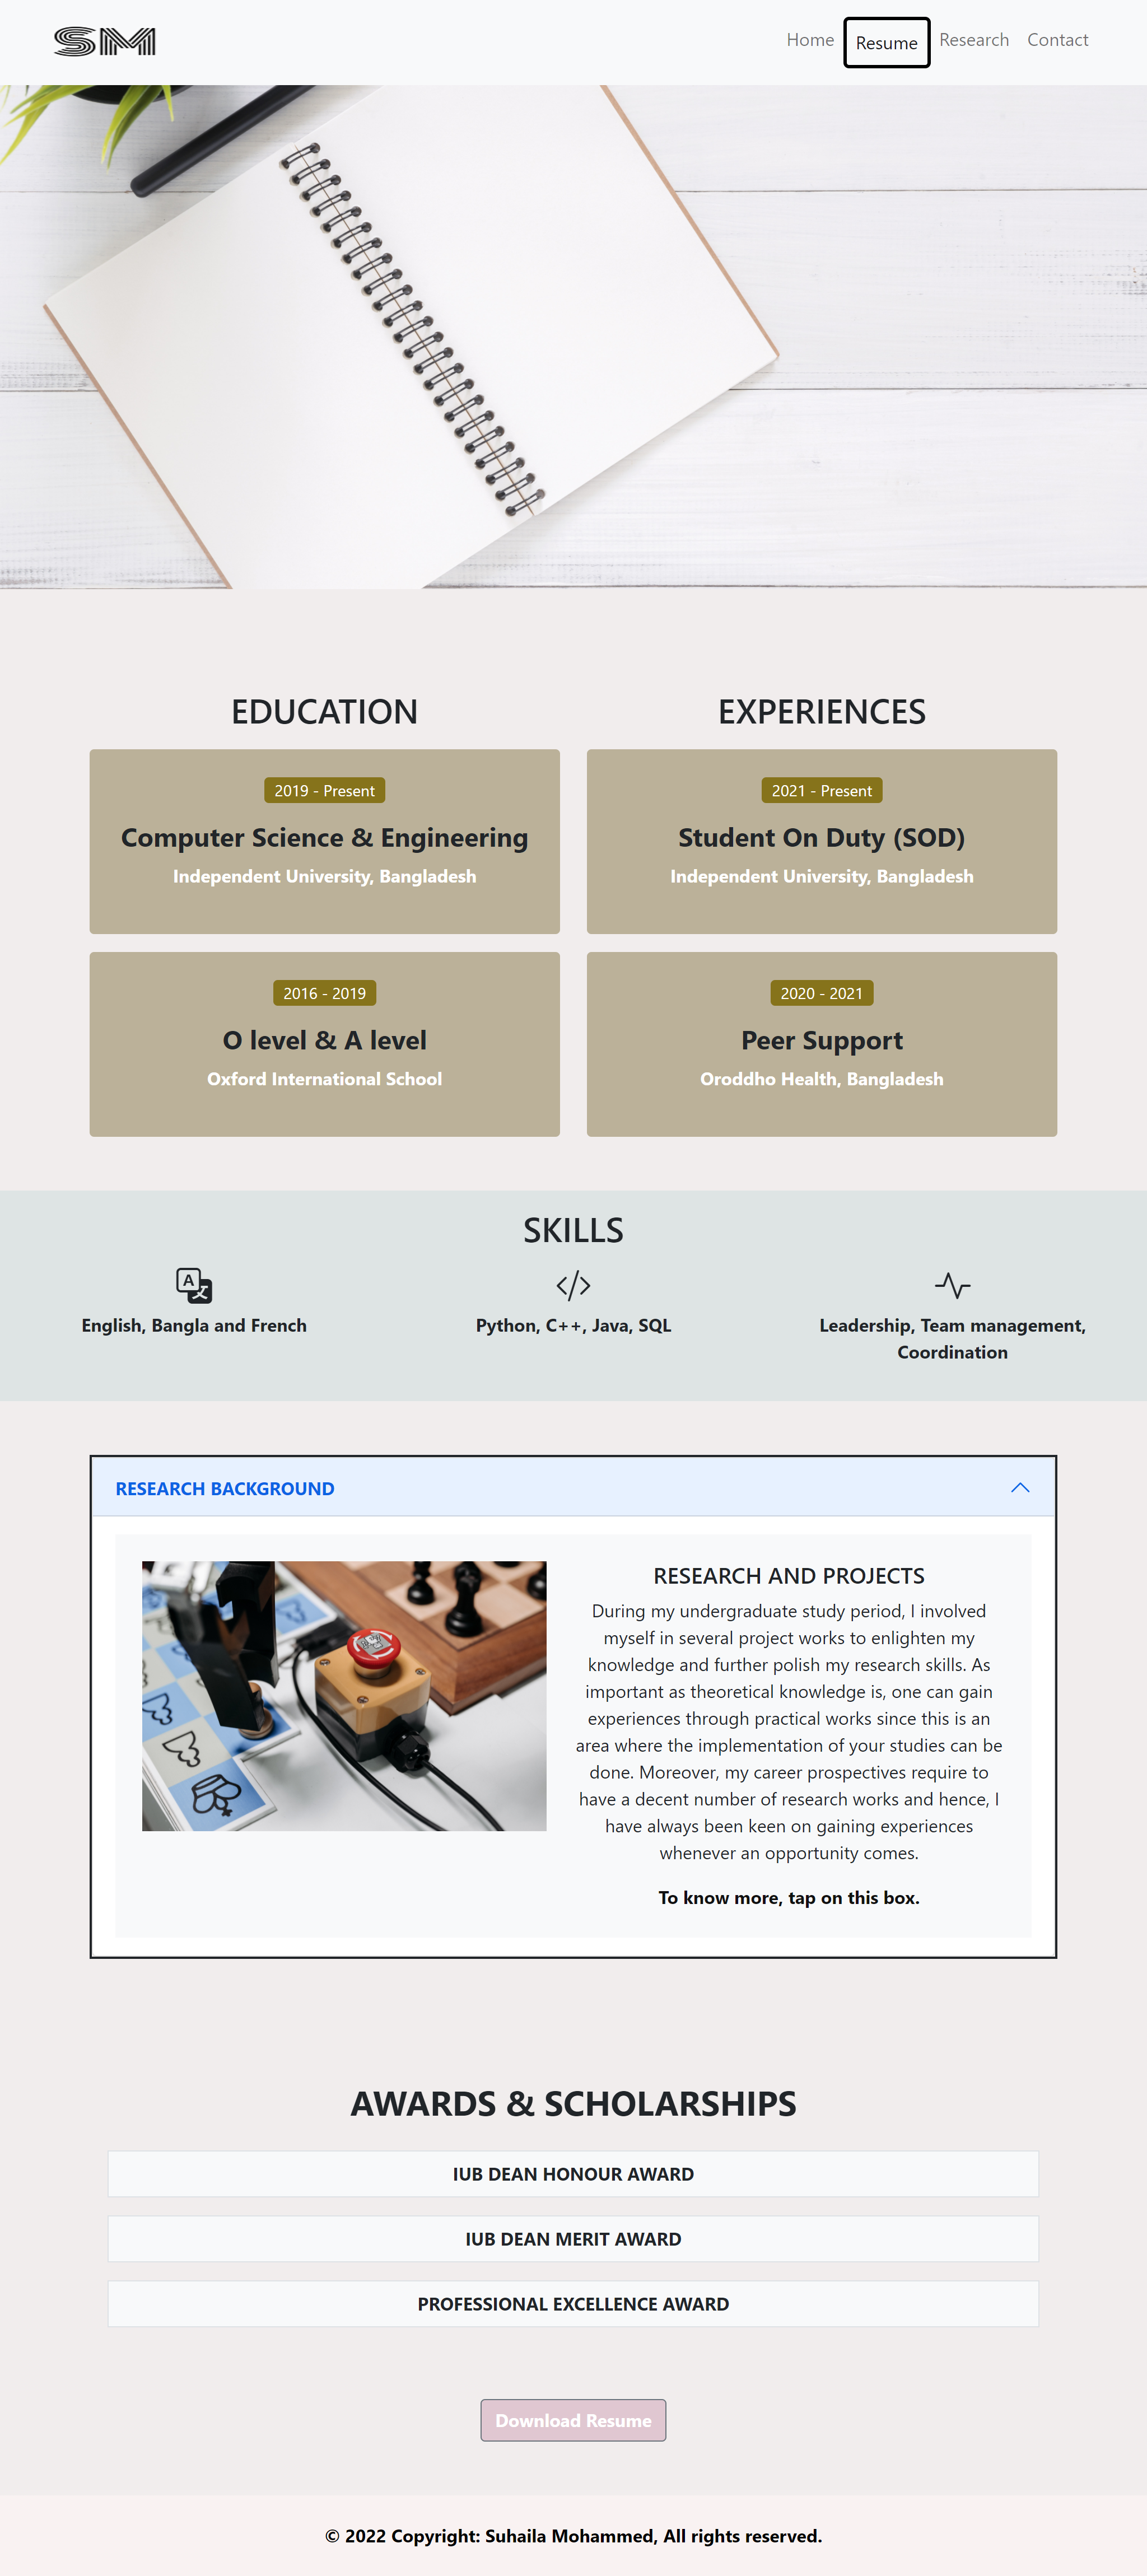 SM
Home
Resume
Research
Contact
EDUCATION
2019 - Present
Computer Science & Engineering
Independent University, Bangladesh
2016 - 2019
O level & A level
Oxford International School
EXPERIENCES
2021 - Present
Student On Duty (SOD)
Independent University, Bangladesh
2020 - 2021
Peer Support
Oroddho Health, Bangladesh
SKILLS
A
English, Bangla and French
Python, C++, Java, SQL
Leadership, Team management,
Coordination
RESEARCH BACKGROUND
RESEARCH AND PROJECTS
During my undergraduate study period, I involved
myself in several project works to enlighten my
knowledge and further polish my research skills. As
important as theoretical knowledge is, one can gain
experiences through practical works since this is an
area where the implementation of your studies can be
done. Moreover, my career prospectives require to
have a decent number of research works and hence, I
have always been keen on gaining experiences
whenever an opportunity comes.
To know more, tap on this box.
AWARDS & SCHOLARSHIPS
IUB DEAN HONOUR AWARD
IUB DEAN MERIT AWARD
PROFESSIONAL EXCELLENCE AWARD
Download Resume
© 2022 Copyright: Suhaila Mohammed, All rights reserved.